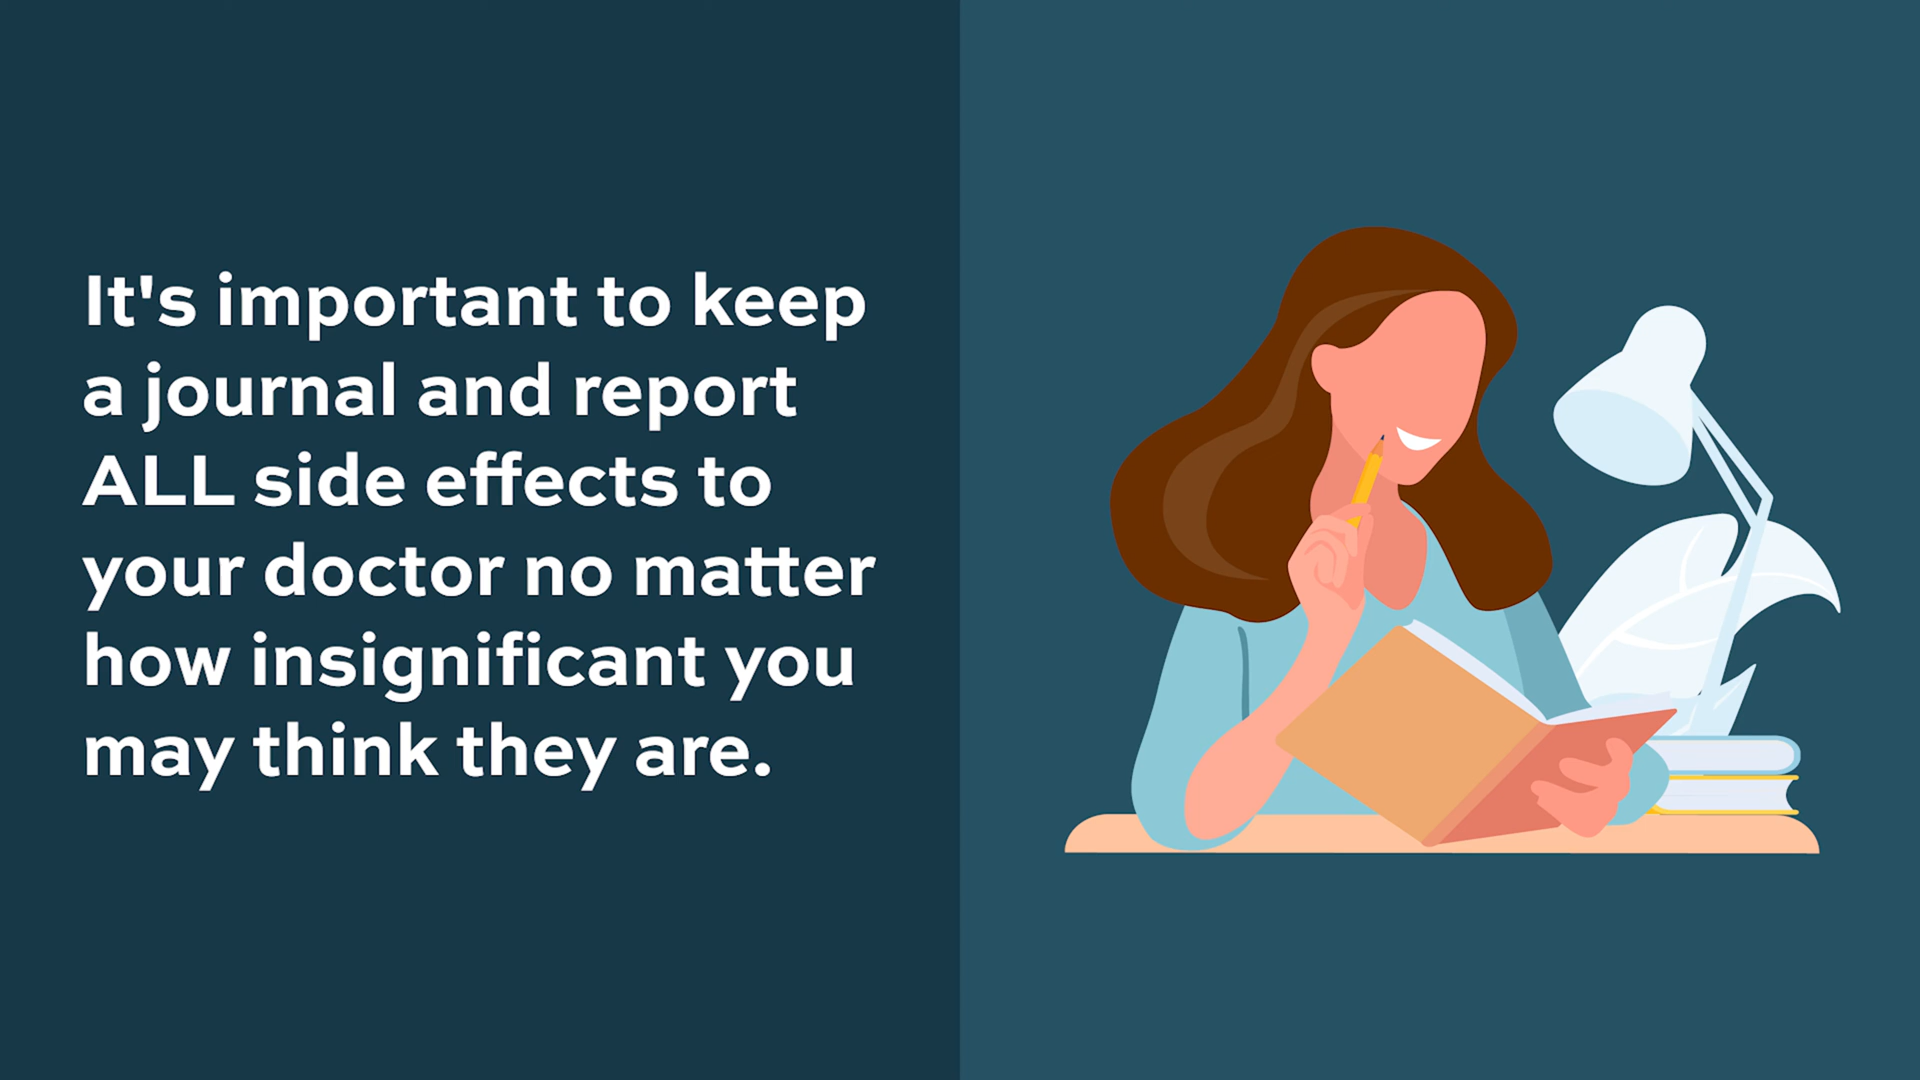 It's important to keep
a journal and report
ALL side effects to
your doctor no matter
how insignificant you
may think they are.